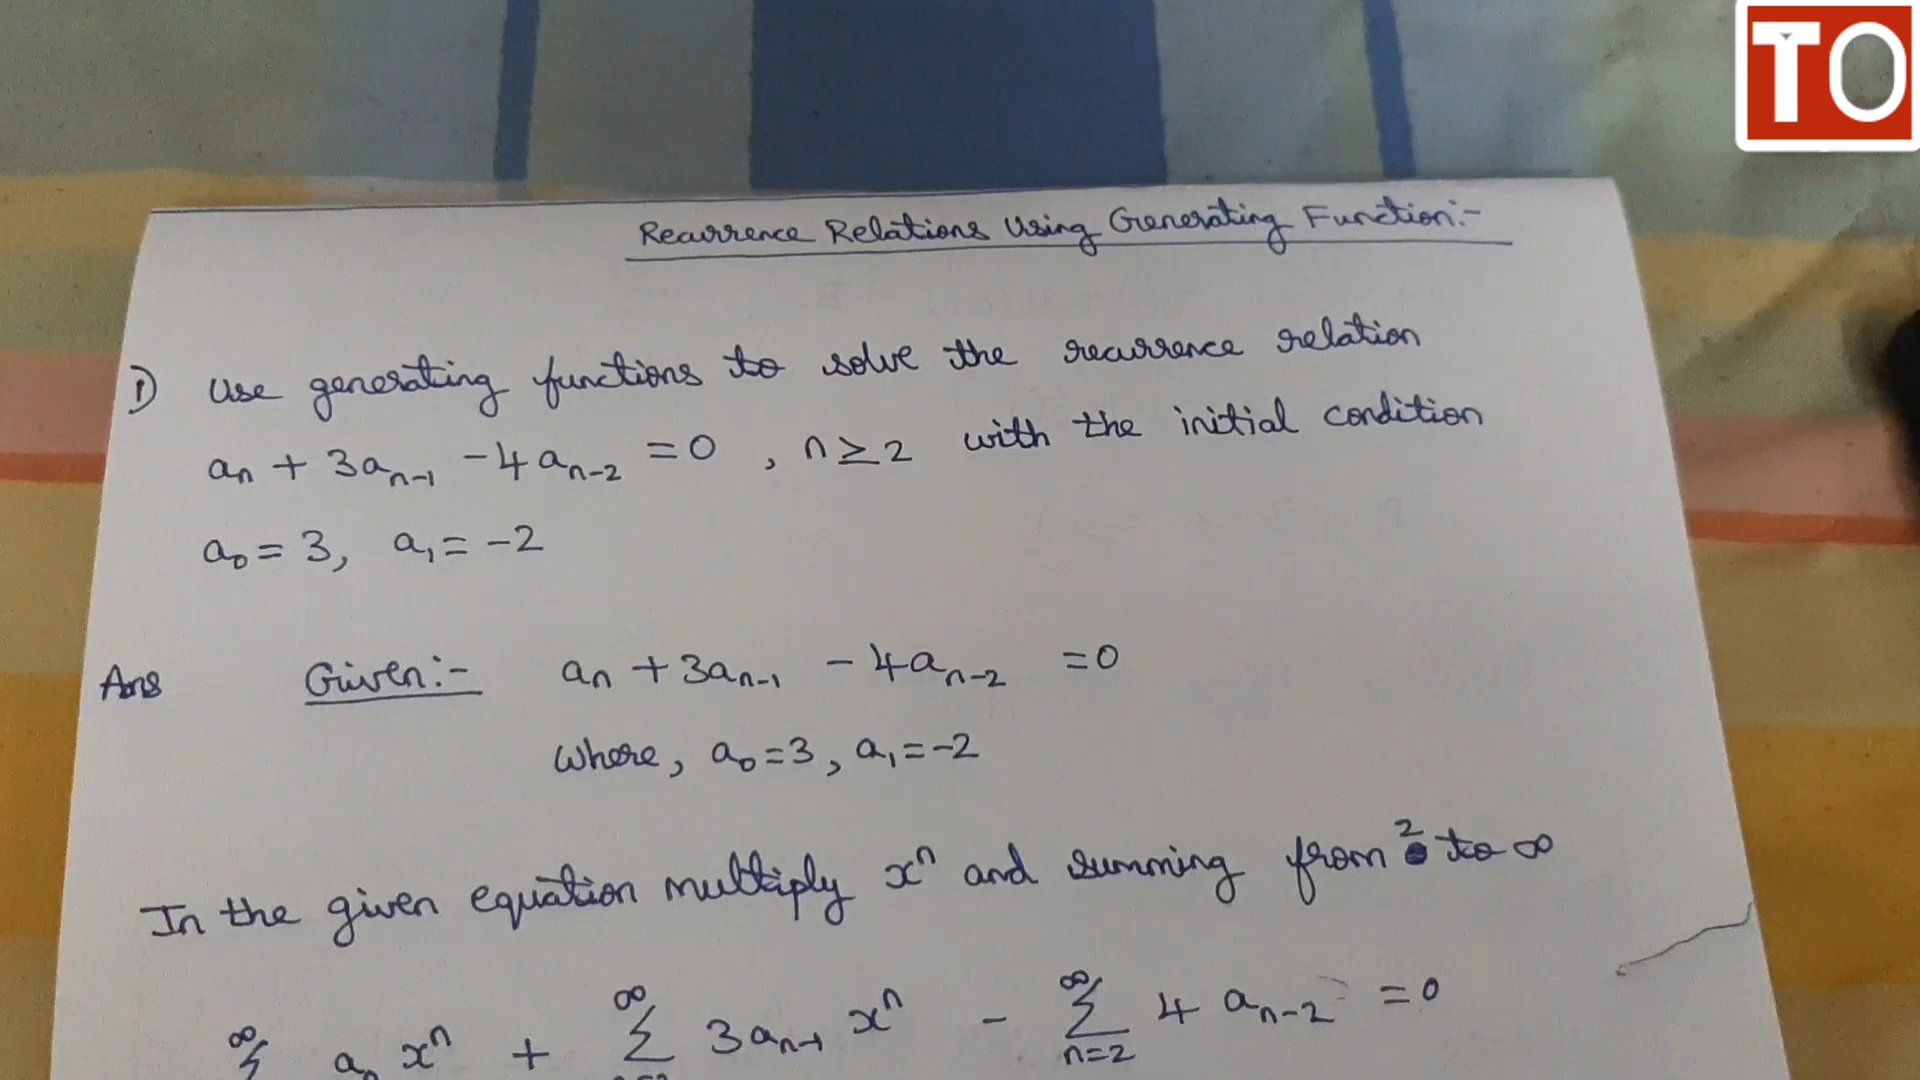 TO
Recurrence Relations Using Generating Function:-
1) Use generating functions to solve the recurrence relation
aₙ + 3aₙ₋₁ - 4aₙ₋₂ = 0 , n ≥ 2 with the initial condition
a₀ = 3, a₁ = -2
Ans Given:- aₙ + 3aₙ₋₁ - 4aₙ₋₂ = 0
Where, a₀ = 3, a₁ = -2
In the given equation multiply xⁿ and summing from 2 to ∞
∞ ∑ aₙ xⁿ + ∞ ∑ 3aₙ₋₁ xⁿ - ∞ ∑ n=2 4 aₙ₋₂ = 0